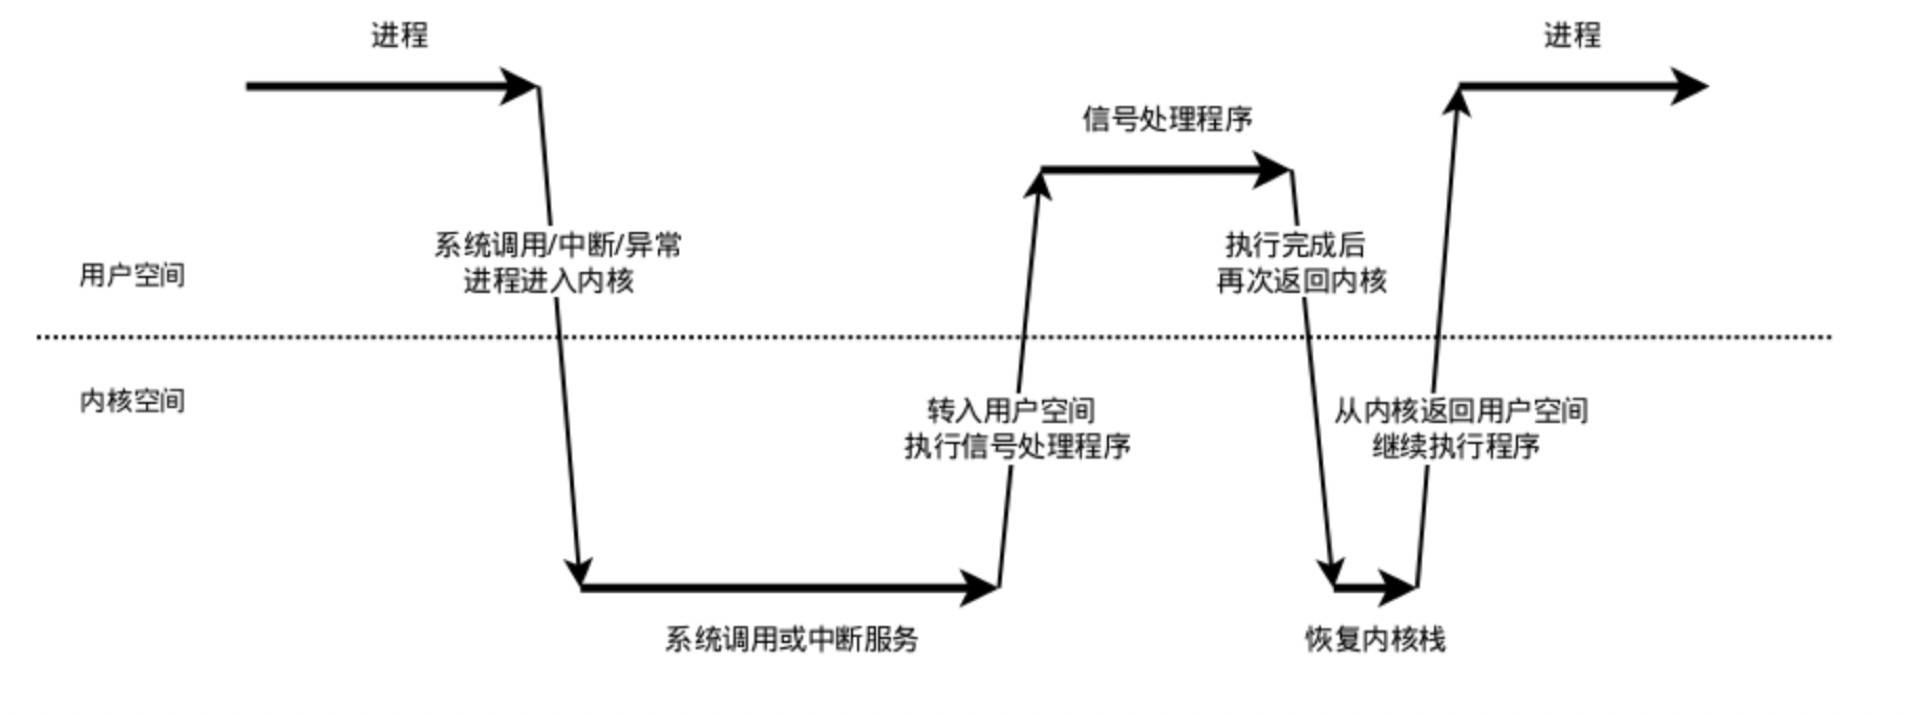 进程
进程
信号处理程序
系统调用/中断/异常
进程进入内核
执行完成后
再次返回内核
用户空间
内核空间
转入用户空间
执行信号处理程序
从内核返回用户空间
继续执行程序
系统调用或中断服务
恢复内核栈